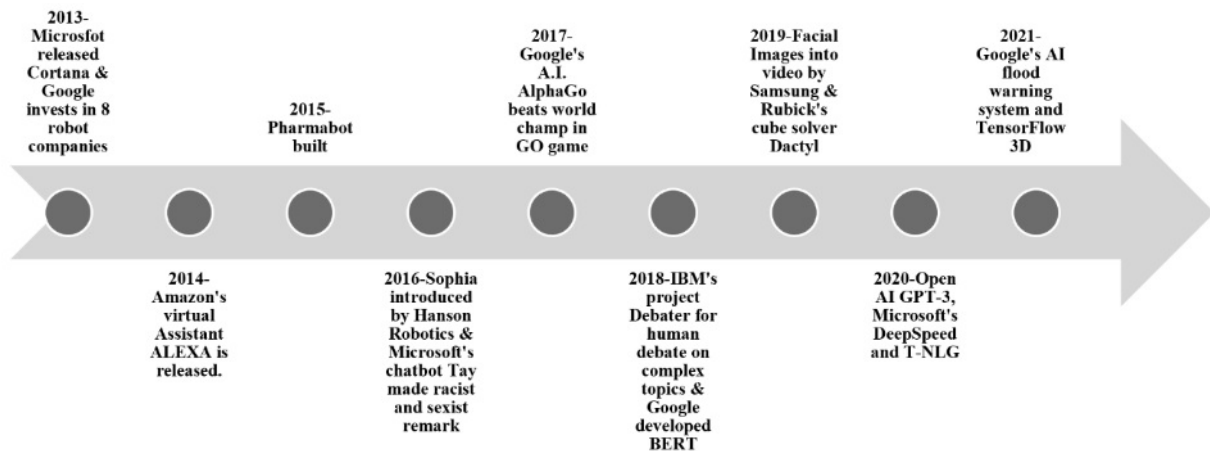 2013-
Microsfot
released
Cortana &
Google
invests in 8
robot
companies
2014-
Amazon's
virtual
Assistant
ALEXA is
released.
2015-
Pharmabot
built
2016-Sophia
introduced
by Hanson
Robotics &
Microsoft's
chatbot Tay
made racist
and sexist
remark
2017-
Google's
A.I.
AlphaGo
beats world
champ in
GO game
2018-IBM's
project
Debater for
human
debate on
complex
topics &
Google
developed
BERT
2019-Facial
Images into
video by
Samsung &
Rubick's
cube solver
Dactyl
2020-Open
AI GPT-3,
Microsoft's
DeepSpeed
and T-NLG
2021-
Google's AI
flood
warning
system and
TensorFlow
3D